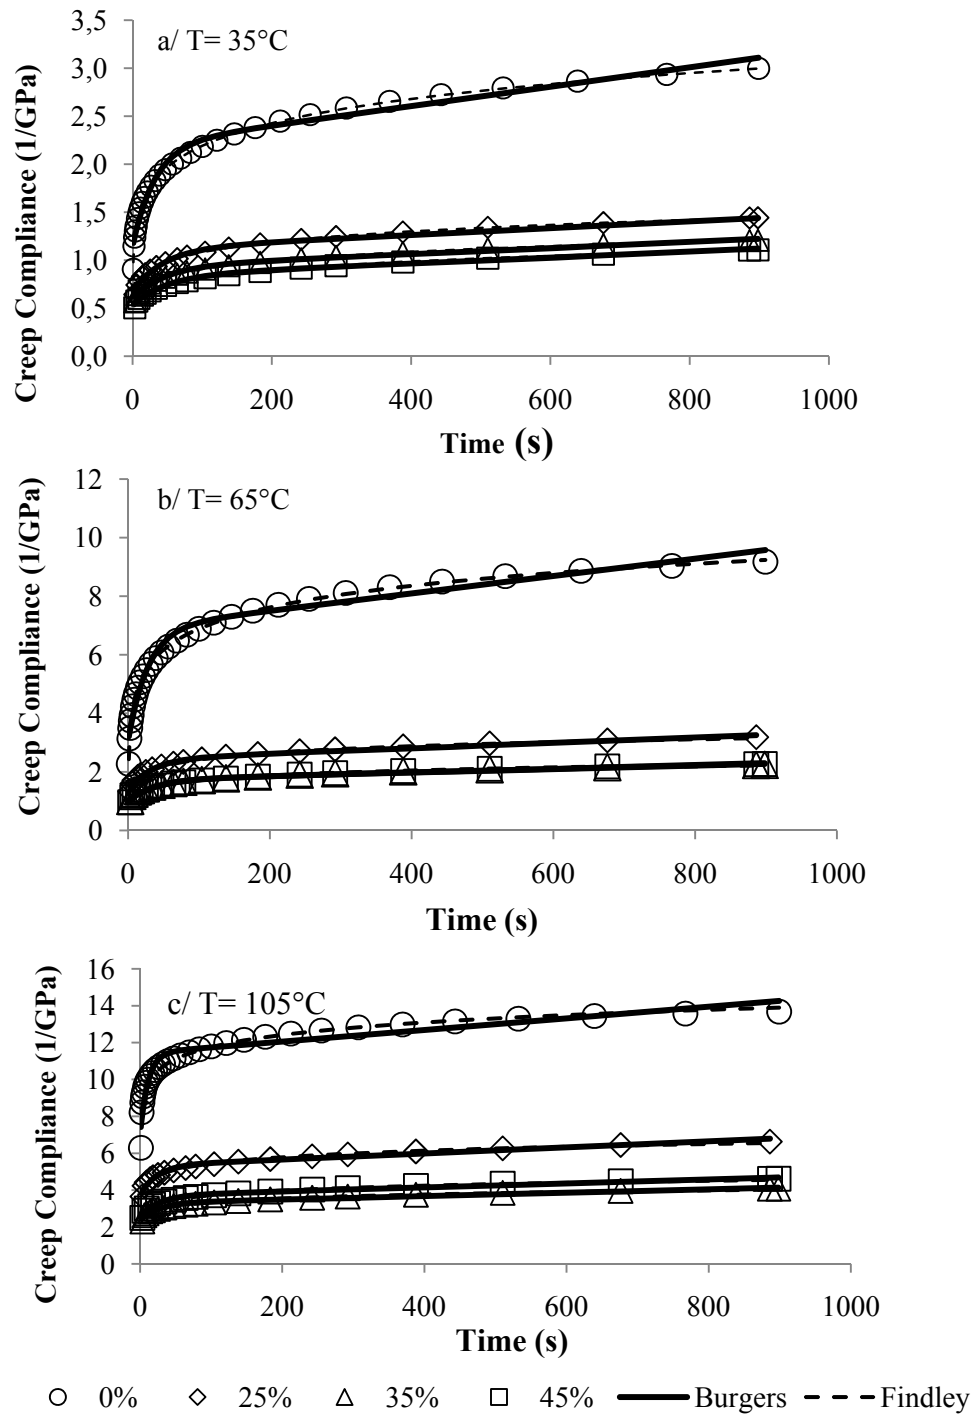 3,5
a/ T= 35°C
3,0
2,5
2,0
1,5
1,0
0,5
0,0
Creep Compliance (1/GPa)
0 200 400 600 800 1000
Time (s)
12
b/ T= 65°C
10
8
6
4
2
0
Creep Compliance (1/GPa)
0 200 400 600 800 1000
Time (s)
16
c/ T= 105°C
14
12
10
8
6
4
2
0
Creep Compliance (1/GPa)
0 200 400 600 800 1000
Time (s)
0% 25% 35% 45% Burgers Findley